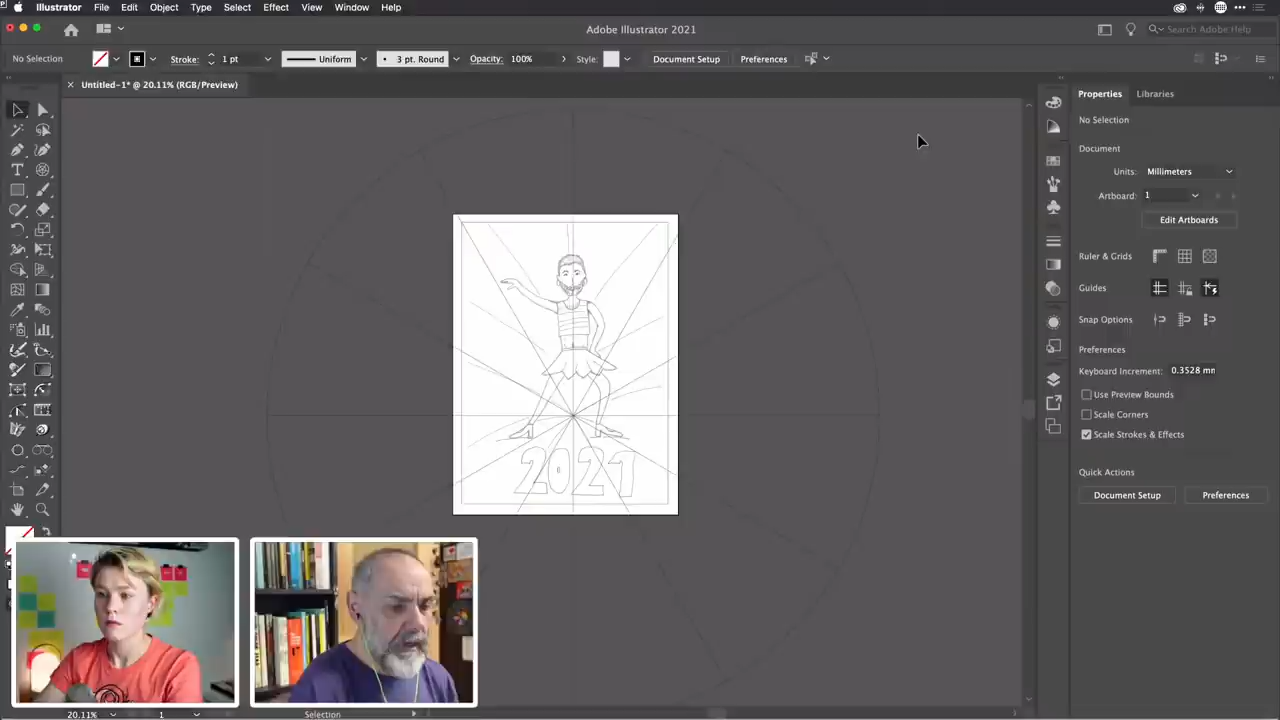 Illustrator File Edit Object Type Select Effect View Window Help
Adobe Illustrator 2021
Search Adobe Help
No Selection
Stroke:
1 pt
Uniform
3 pt. Round
Opacity:
100%
Style:
Document Setup
Preferences
Untitled-1* @ 20.11% (RGB/Preview)
Properties
Libraries
No Selection
Document
Units:
Millimeters
Artboard:
1
Edit Artboards
Ruler & Grids
Guides
Snap Options
Preferences
Keyboard Increment:
0.3528 mm
Use Preview Bounds
Scale Corners
Scale Strokes & Effects
Quick Actions
Document Setup
Preferences
2021
20.11%
1
Selection